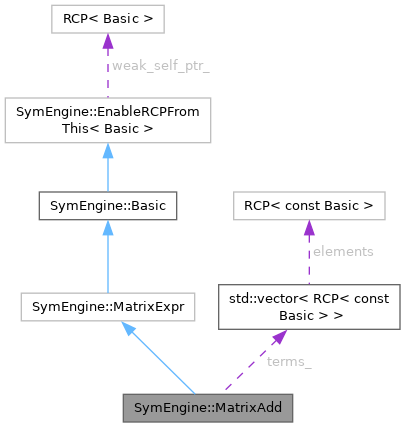 RCP< Basic >
weak_self_ptr_
SymEngine::EnableRCPFrom
This< Basic >
SymEngine::Basic
RCP< const Basic >
elements
SymEngine::MatrixExpr
std::vector< RCP< const
Basic > >
terms_
SymEngine::MatrixAdd